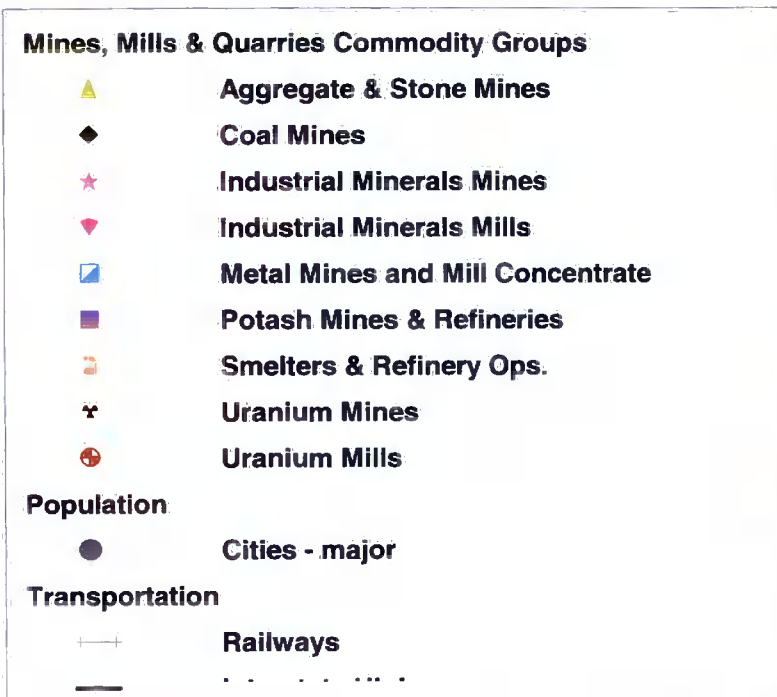 Mines, Mills & Quarries Commodity Groups
Aggregate & Stone Mines
Coal Mines
Industrial Minerals Mines
Industrial Minerals Mills
Metal Mines and Mill Concentrate
Potash Mines & Refineries
Smelters & Refinery Ops.
Uranium Mines
Uranium Mills
Population
Cities - major
Transportation
Railways